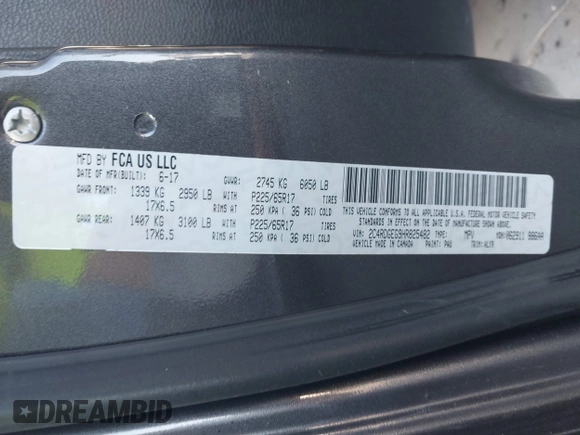 MFD BY FCA US LLC
DATE OF MFR(BUILT): 6-17 GVWR: 2745 KG 6050 LB
GAWR FRONT: 1339 KG 2950 LB WITH P225/65R17 TIRES
17X6.5 RIMS AT 250 KPA ( 36 PSI) COLD
GAWR REAR: 1407 KG 3100 LB WITH P225/65R17 TIRES
17X6.5 RIMS AT 250 KPA ( 36 PSI) COLD
THIS VEHICLE CONFORMS TO ALL APPLICABLE U.S.A. FEDERAL MOTOR VEHICLE SAFETY
STANDARDS IN EFFECT ON THE DATE OF MANUFACTURE SHOWN ABOVE.
VIN: 2C4RDGEG9HR825482 TYPE: MPV
VEHICLE MADE IN CANADA PAINT: PAU TRIM:
DREAMBID